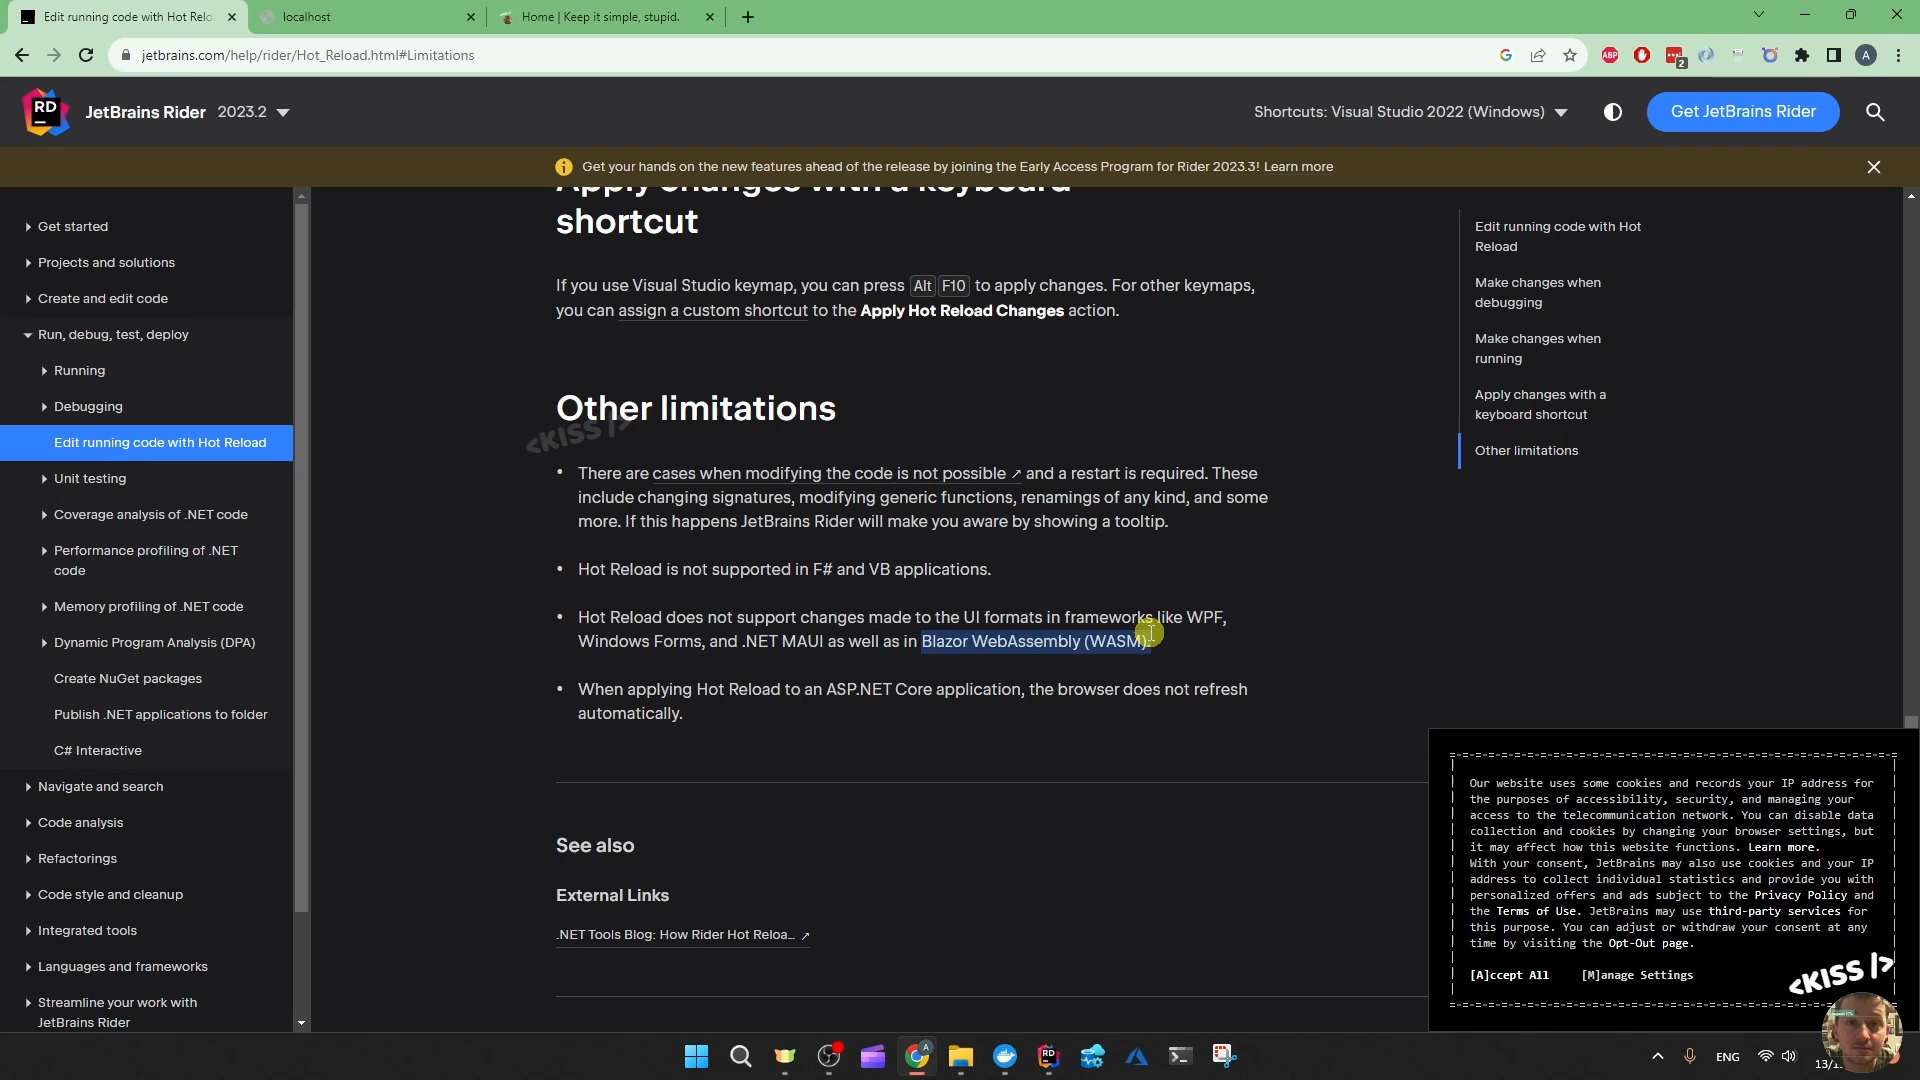 Edit running code with Hot Relo
localhost
Home | Keep it simple, stupid.
jetbrains.com/help/rider/Hot_Reload.html#Limitations
ABP
2
A
RD
JetBrains Rider 2023.2
Shortcuts: Visual Studio 2022 (Windows)
Get JetBrains Rider
Get your hands on the new features ahead of the release by joining the Early Access Program for Rider 2023.3! Learn more
Get started
Projects and solutions
Create and edit code
Run, debug, test, deploy
Running
Debugging
Edit running code with Hot Reload
Unit testing
Coverage analysis of .NET code
Performance profiling of .NET
code
Memory profiling of .NET code
Dynamic Program Analysis (DPA)
Create NuGet packages
Publish .NET applications to folder
C# Interactive
Navigate and search
Code analysis
Refactorings
Code style and cleanup
Integrated tools
Languages and frameworks
Streamline your work with
JetBrains Rider
Apply changes with a keyboard
shortcut
If you use Visual Studio keymap, you can press Alt F10 to apply changes. For other keymaps,
you can assign a custom shortcut to the Apply Hot Reload Changes action.
Other limitations
<KISS />
• There are cases when modifying the code is not possible ↗ and a restart is required. These
include changing signatures, modifying generic functions, renamings of any kind, and some
more. If this happens JetBrains Rider will make you aware by showing a tooltip.
• Hot Reload is not supported in F# and VB applications.
• Hot Reload does not support changes made to the UI formats in frameworks like WPF,
Windows Forms, and .NET MAUI as well as in Blazor WebAssembly (WASM).
• When applying Hot Reload to an ASP.NET Core application, the browser does not refresh
automatically.
See also
External Links
.NET Tools Blog: How Rider Hot Reloa... ↗
Edit running code with Hot
Reload
Make changes when
debugging
Make changes when
running
Apply changes with a
keyboard shortcut
Other limitations
Our website uses some cookies and records your IP address for
the purposes of accessibility, security, and managing your
access to the telecommunication network. You can disable data
collection and cookies by changing your browser settings, but
it may affect how this website functions. Learn more.
With your consent, JetBrains may also use cookies and your IP
address to collect individual statistics and provide you with
personalized offers and ads subject to the Privacy Policy and
the Terms of Use. JetBrains may use third-party services for
this purpose. You can adjust or withdraw your consent at any
time by visiting the Opt-Out page.
[A]ccept All [M]anage Settings
<KISS />
A
RD
ENG
13/1